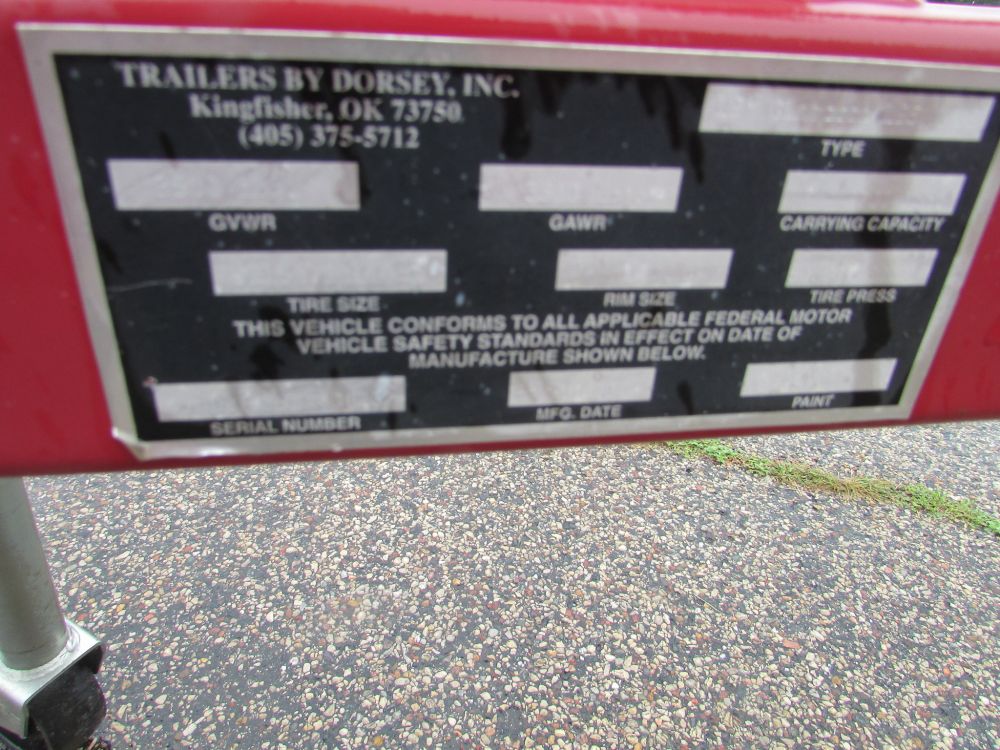 TRAILERS BY DORSEY, INC.
Kingfisher, OK 73750
(405) 375-5712
TYPE
GVWR
GAWR
CARRYING CAPACITY
TIRE SIZE
RIM SIZE
TIRE PRESS
THIS VEHICLE CONFORMS TO ALL APPLICABLE FEDERAL MOTOR
VEHICLE SAFETY STANDARDS IN EFFECT ON DATE OF
MANUFACTURE SHOWN BELOW.
SERIAL NUMBER
MFG. DATE
PAINT